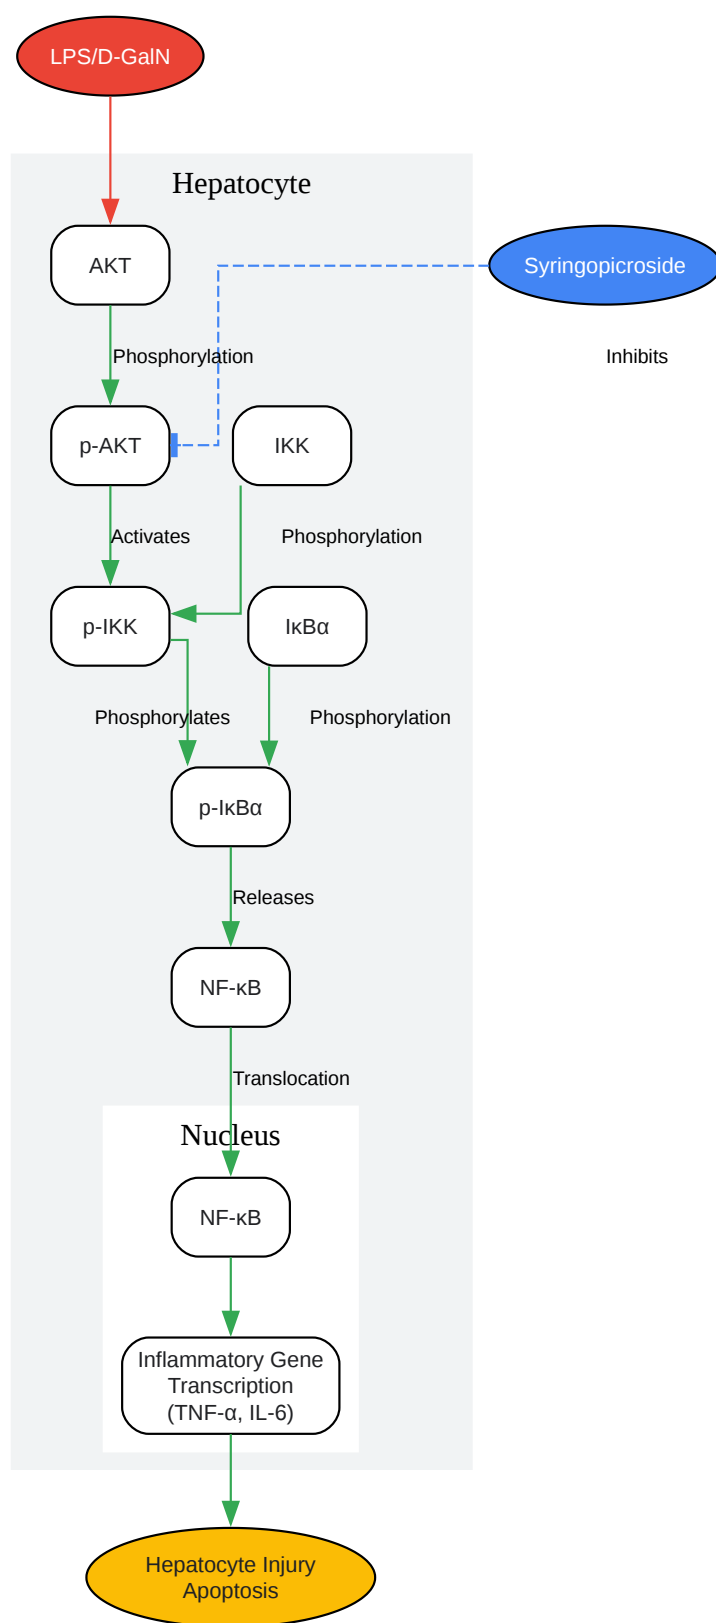 LPS/D-GalN
Hepatocyte
AKT
Syringopicroside
Phosphorylation
Inhibits
p-AKT
IKK
Activates
Phosphorylation
p-IKK
IκBα
Phosphorylates
Phosphorylation
p-IκBα
Releases
NF-κB
Translocation
Nucleus
NF-κB
Inflammatory Gene
Transcription
(TNF-α, IL-6)
Hepatocyte Injury
Apoptosis